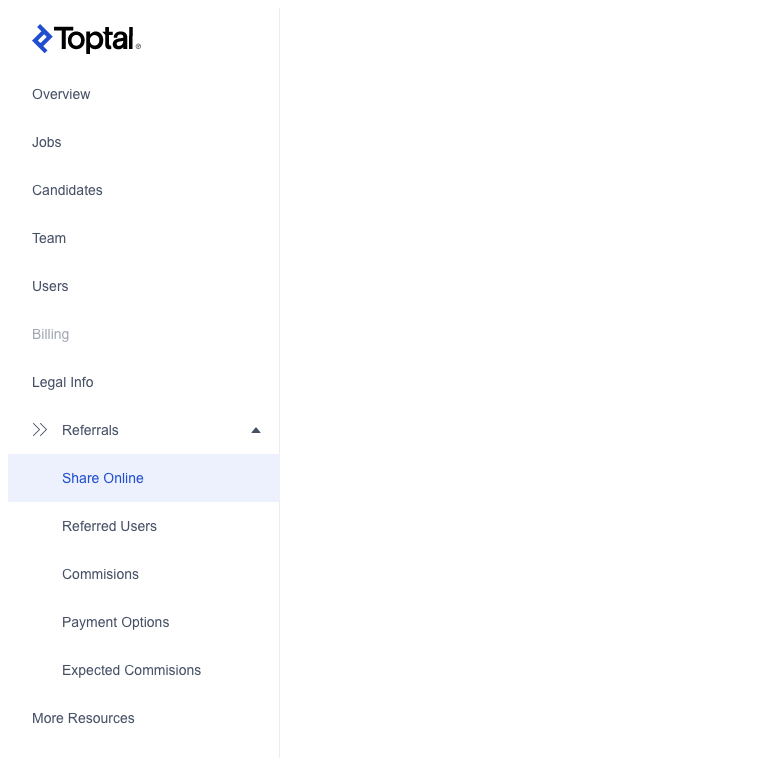 Toptal®
Overview
Jobs
Candidates
Team
Users
Billing
Legal Info
Referrals
Share Online
Referred Users
Commisions
Payment Options
Expected Commisions
More Resources